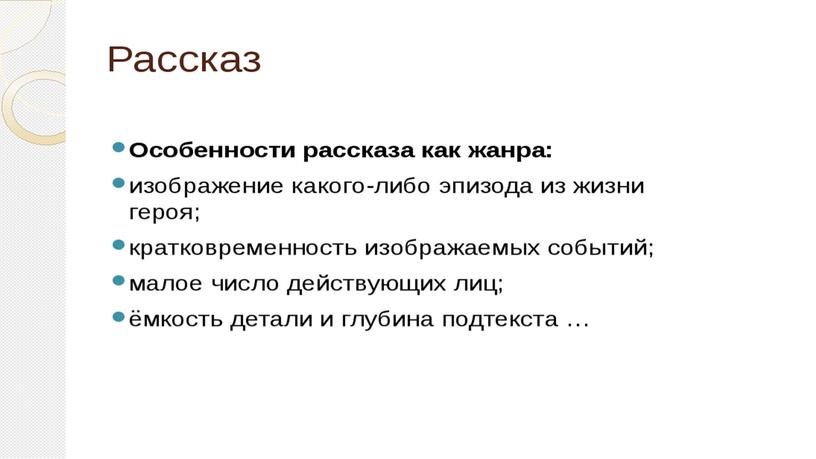 Рассказ
Особенности рассказа как жанра:
изображение какого-либо эпизода из жизни
героя;
кратковременность изображаемых событий;
малое число действующих лиц;
ёмкость детали и глубина подтекста …